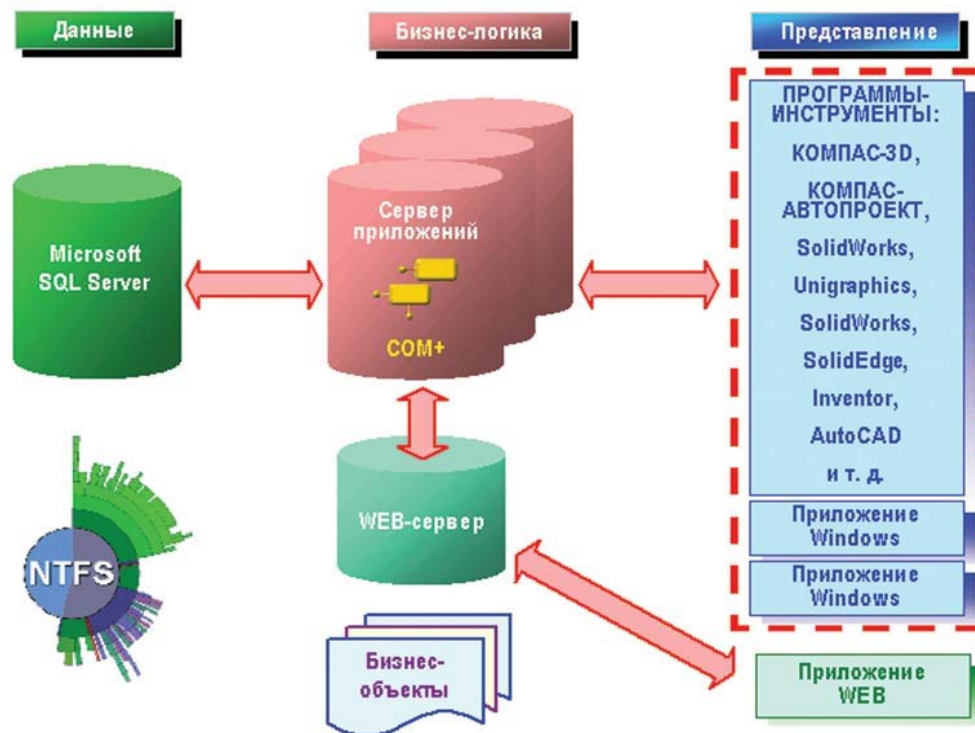 Данные
Бизнес-логика
Представление
Microsoft
SQL Server
Сервер
приложений
COM+
WEB-сервер
NTFS
Бизнес-
объекты
ПРОГРАММЫ-
ИНСТРУМЕНТЫ:
КОМПАС-3D,
КОМПАС-
АВТОПРОЕКТ,
SolidWorks,
Unigraphics,
SolidWorks,
SolidEdge,
Inventor,
AutoCAD
и т. д.
Приложение
Windows
Приложение
Windows
Приложение
WEB